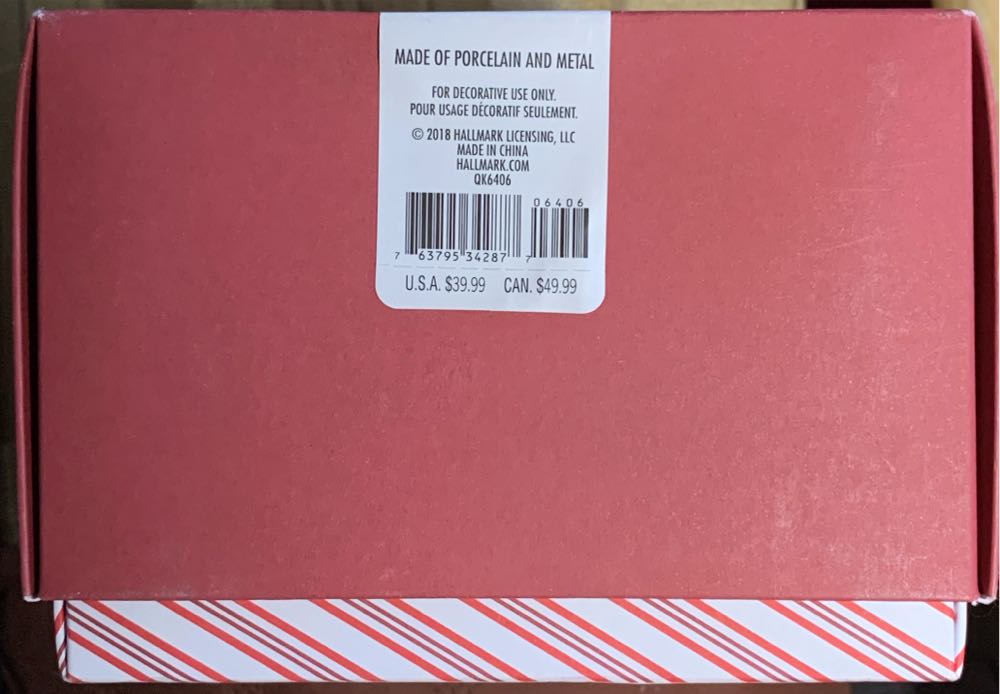 MADE OF PORCELAIN AND METAL
FOR DECORATIVE USE ONLY.
POUR USAGE DÉCORATIF SEULEMENT.
© 2018 HALLMARK LICENSING, LLC
MADE IN CHINA
HALLMARK.COM
QK6406
06406
7 63795 34287 7
U.S.A. $39.99 CAN. $49.99